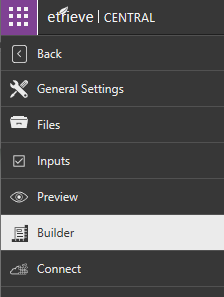 etrieve | CENTRAL
Back
General Settings
Files
Inputs
Preview
Builder
Connect